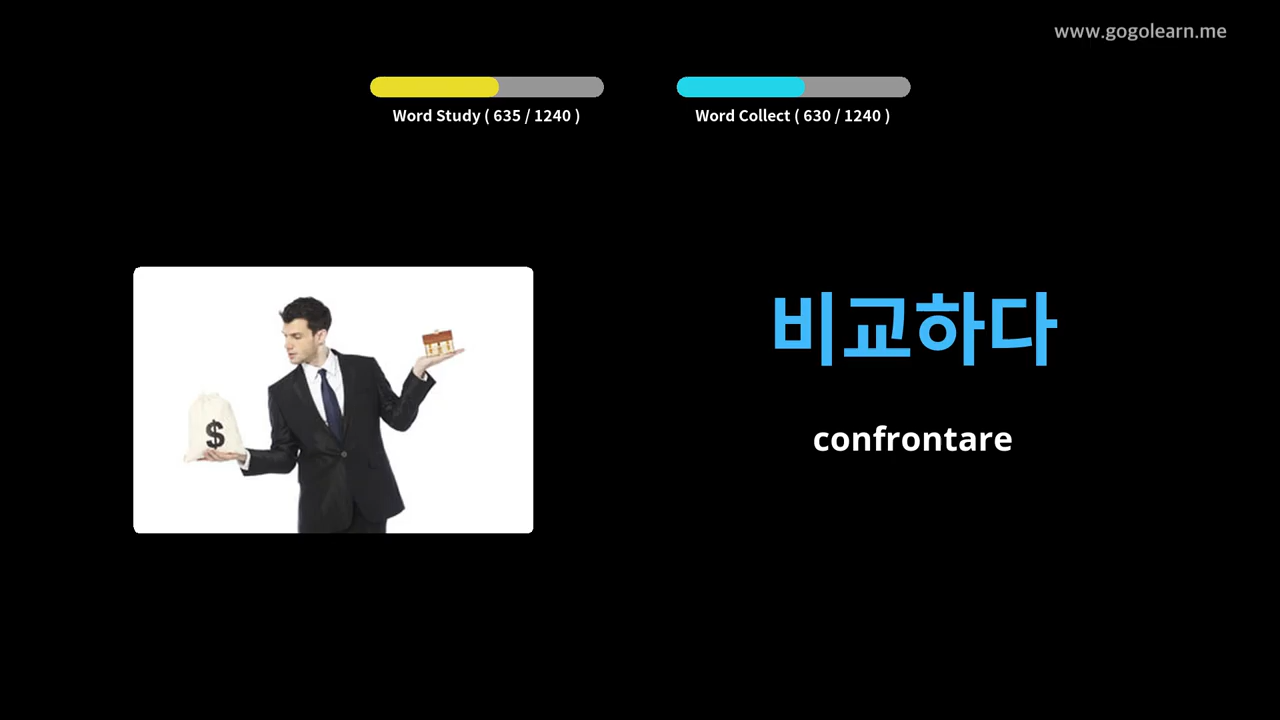 www.gogolearn.me
Word Study ( 635 / 1240 )
Word Collect ( 630 / 1240 )
$
비교하다
confrontare